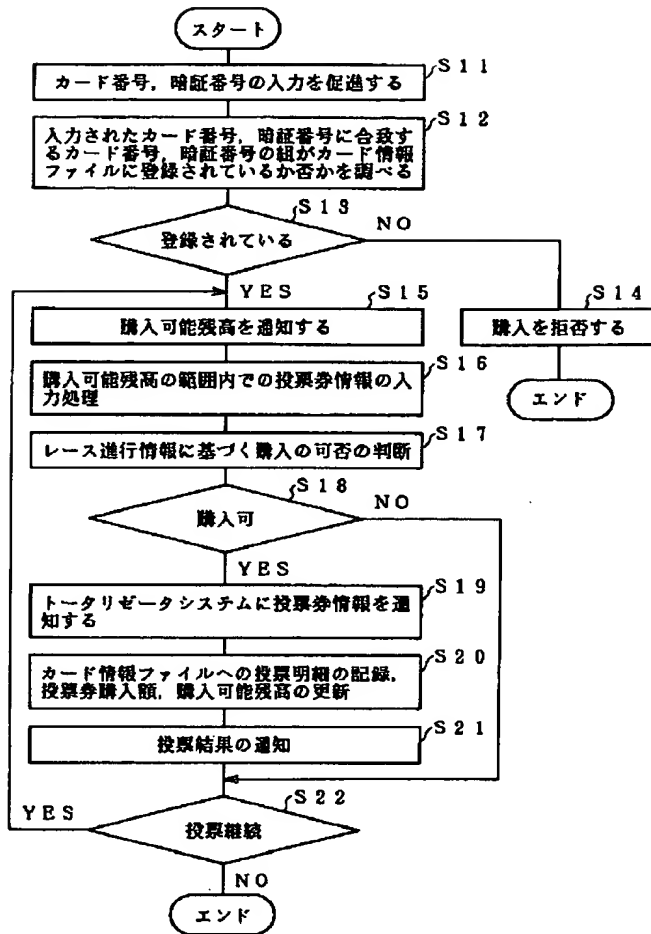 スタート
S11
カード番号，暗証番号の入力を促進する
S12
入力されたカード番号，暗証番号に合致す
るカード番号，暗証番号の組がカード情報
ファイルに登録されているか否かを調べる
S13
登録されている
NO
YES
S14
購入を拒否する
エンド
S15
購入可能残高を通知する
S16
購入可能残高の範囲内での投票券情報の入
力処理
S17
レース進行情報に基づく購入の可否の判断
S18
購入可
NO
YES
S19
トータリゼータシステムに投票券情報を通
知する
S20
カード情報ファイルへの投票明細の記録，
投票券購入額，購入可能残高の更新
S21
投票結果の通知
S22
YES
投票継続
NO
エンド